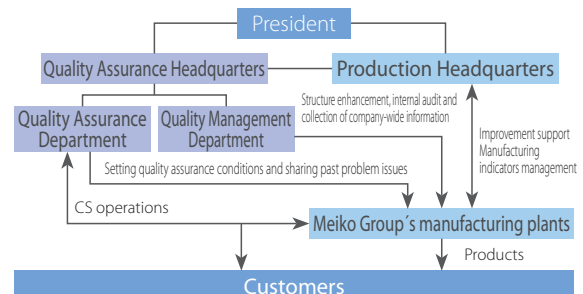 President
Quality Assurance Headquarters
Production Headquarters
Quality Assurance
Department
Quality Management
Department
Structure enhancement, internal audit and
collection of company-wide information
Improvement support
Manufacturing
indicators management
Setting quality assurance conditions and sharing past problem issues
CS operations
Meiko Group´s manufacturing plants
Products
Customers